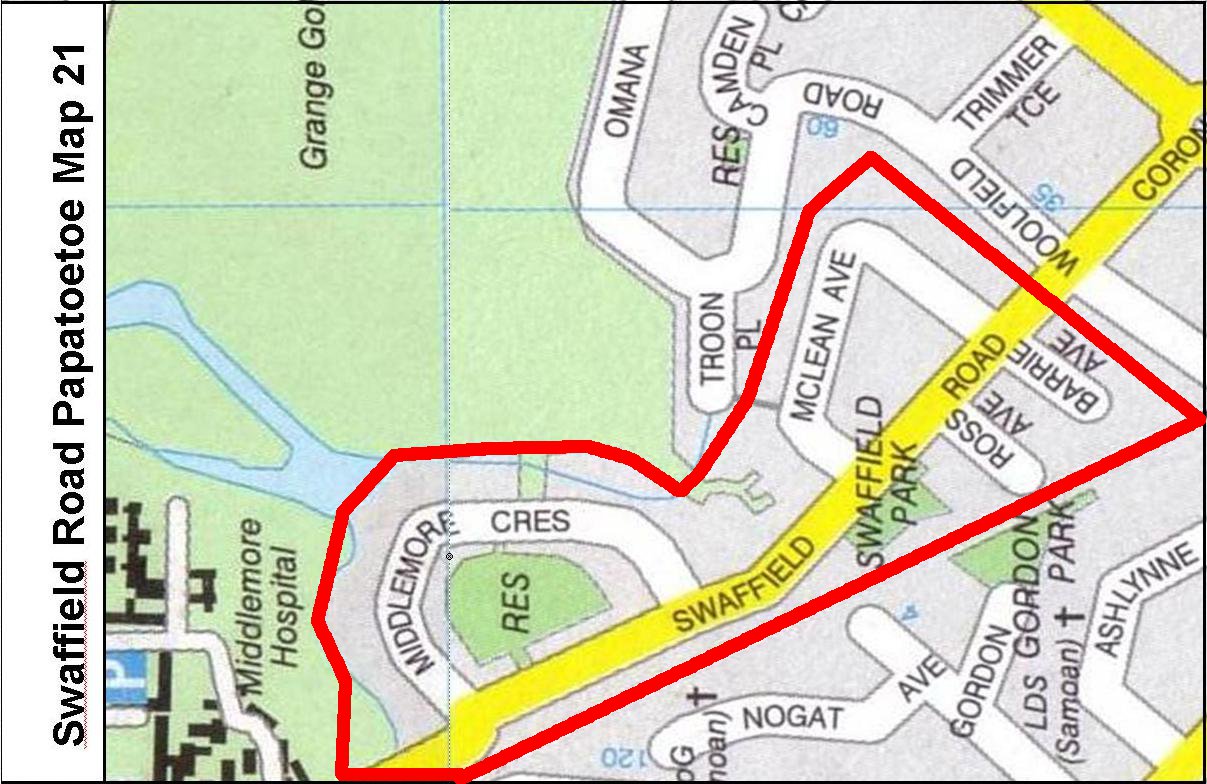 Swaffield Road Papatoetoe Map 21
Grange Go
OMANA
CAMDEN
PL
RES
ROAD
60
TRIMMER
TCE
WOOLFIELD
35
CORON
TROON
PL
MCLEAN AVE
ROAD
BARRIE
AVE
ROSS
AVE
SWAFFIELD
PARK
Middlemore
Hospital
P
MIDDLEMORE
CRES
RES
SWAFFIELD
GORDON
PARK
LDS
(Samoan)
ASHLYNNE
4
GORDON
AVE
NOGAT
120
OG
moan)